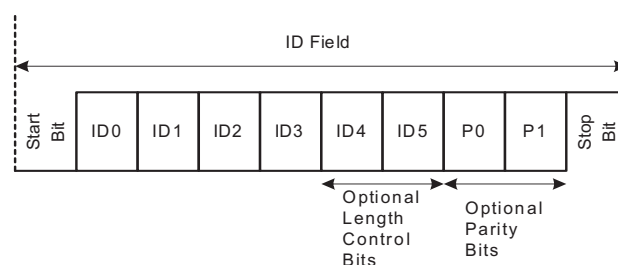 ID Field
Start
Bit
ID0
ID1
ID2
ID3
ID4
ID5
P0
P1
Stop
Bit
Optional
Length
Control
Bits
Optional
Parity
Bits